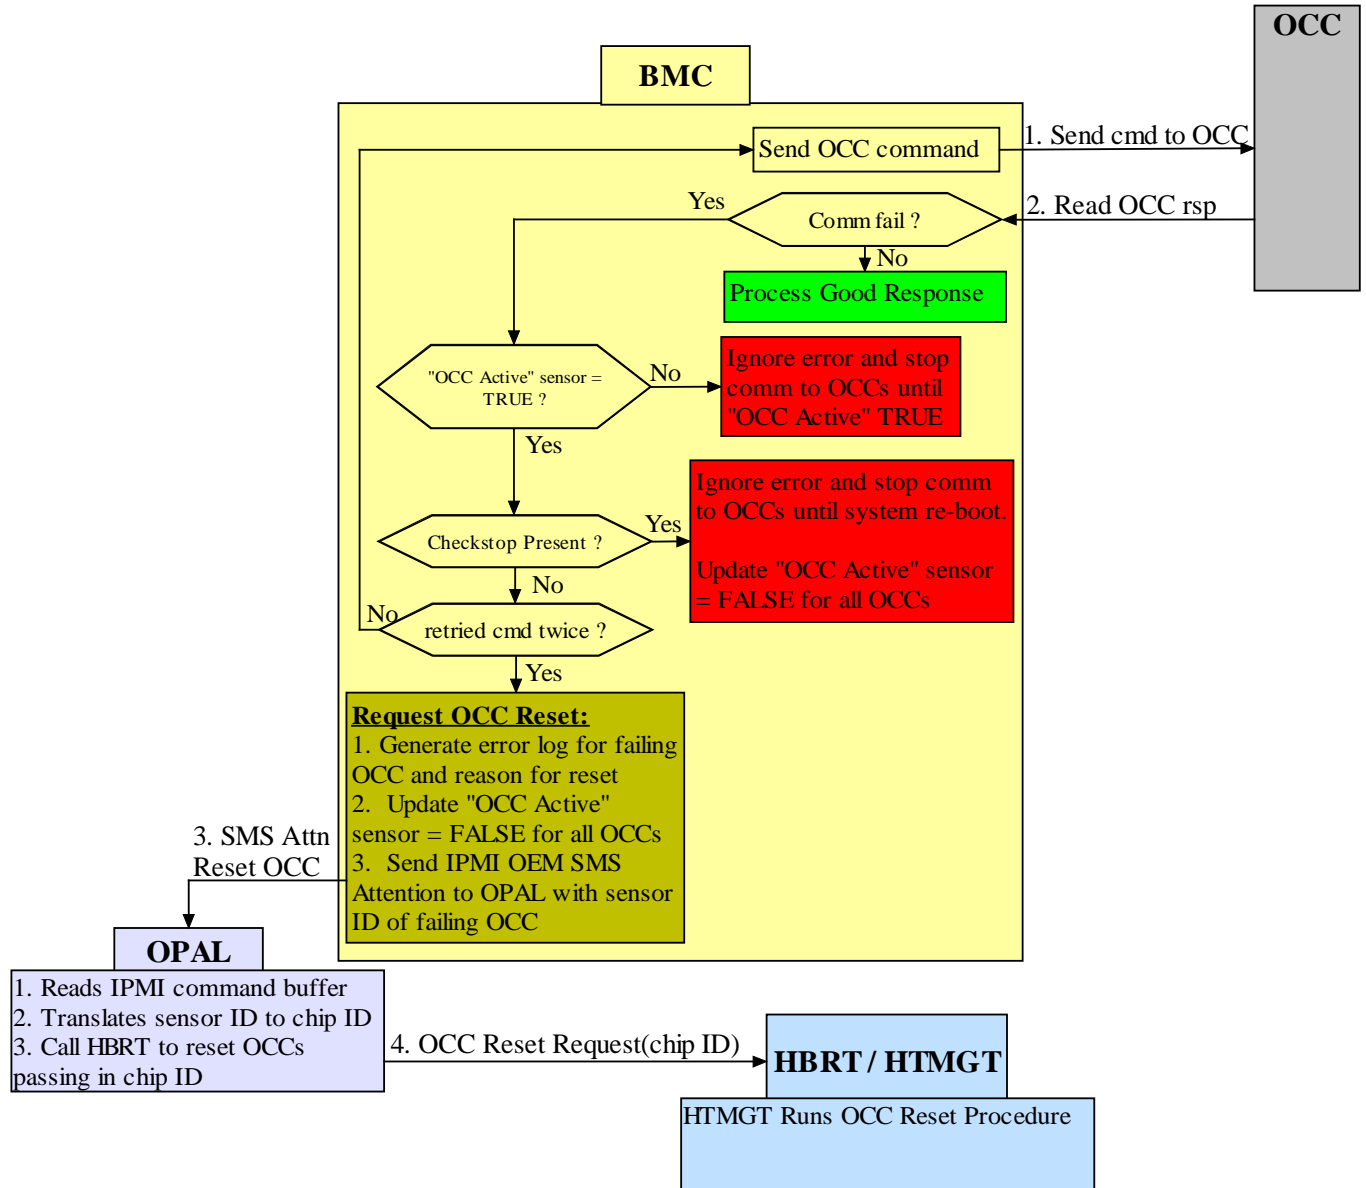 OCC
BMC
Send OCC command
1. Send cmd to OCC
Yes
Comm fail ?
2. Read OCC rsp
No
Process Good Response
"OCC Active" sensor =
TRUE ?
No
Ignore error and stop
comm to OCCs until
"OCC Active" TRUE
Yes
Checkstop Present ?
Yes
Ignore error and stop comm
to OCCs until system re-boot.
Update "OCC Active" sensor
= FALSE for all OCCs
No
No
retried cmd twice ?
Yes
Request OCC Reset:
1. Generate error log for failing
OCC and reason for reset
2. Update "OCC Active"
sensor = FALSE for all OCCs
3. Send IPMI OEM SMS
Attention to OPAL with sensor
ID of failing OCC
3. SMS Attn
Reset OCC
OPAL
1. Reads IPMI command buffer
2. Translates sensor ID to chip ID
3. Call HBRT to reset OCCs
passing in chip ID
4. OCC Reset Request(chip ID)
HBRT / HTMGT
HTMGT Runs OCC Reset Procedure